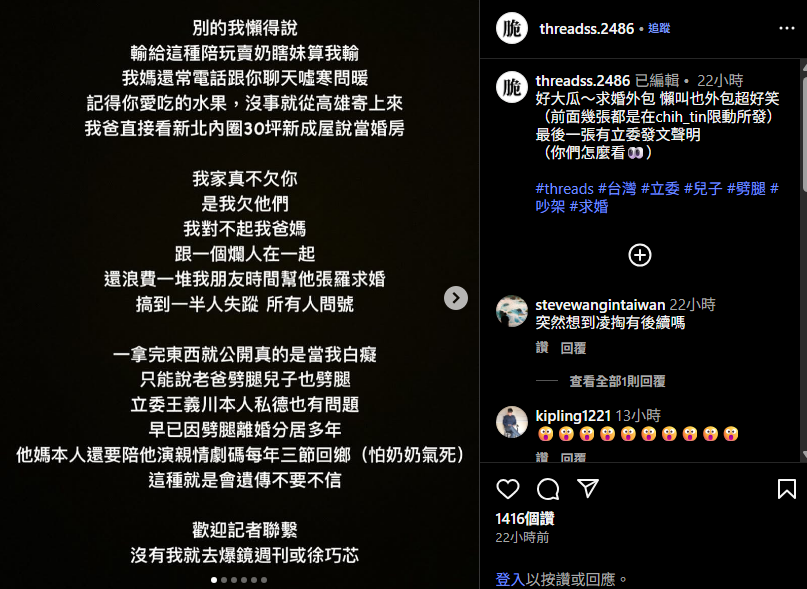 別的我懶得說
輸給這種陪玩賣奶瞎妹算我輸
我媽還常電話跟你聊天噓寒問暖
記得你愛吃的水果，沒事就從高雄寄上來
我爸直接看新北內圈30坪新成屋說當婚房
我家真不欠你
是我欠他們
我對不起我爸媽
跟一個爛人在一起
還浪費一堆我朋友時間幫他張羅求婚
搞到一半人失蹤 所有人問號
一拿完東西就公開真的是當我白癡
只能說老爸劈腿兒子也劈腿
立委王義川本人私德也有問題
早已因劈腿離婚分居多年
他媽本人還要陪他演親情劇碼每年三節回鄉（怕奶奶氣死）
這種就是會遺傳不要不信
歡迎記者聯繫
沒有我就去爆鏡週刊或徐巧芯
脆
threadss.2486 • 追蹤
脆
threadss.2486 已編輯 • 22小時
好大瓜～求婚外包 懶叫也外包超好笑
（前面幾張都是在chih_tin限動所發）
最後一張有立委發文聲明
（你們怎麼看👀）
#threads #台灣 #立委 #兒子 #劈腿 #
吵架 #求婚
stevewangintaiwan 22小時
突然想到凌掏有後續嗎
讚 回覆
查看全部1則回覆
kipling1221 13小時
😲😲😲😲😲😲😲😲😲😲
讚 回覆
1416個讚
22小時前
登入以按讚或回應。